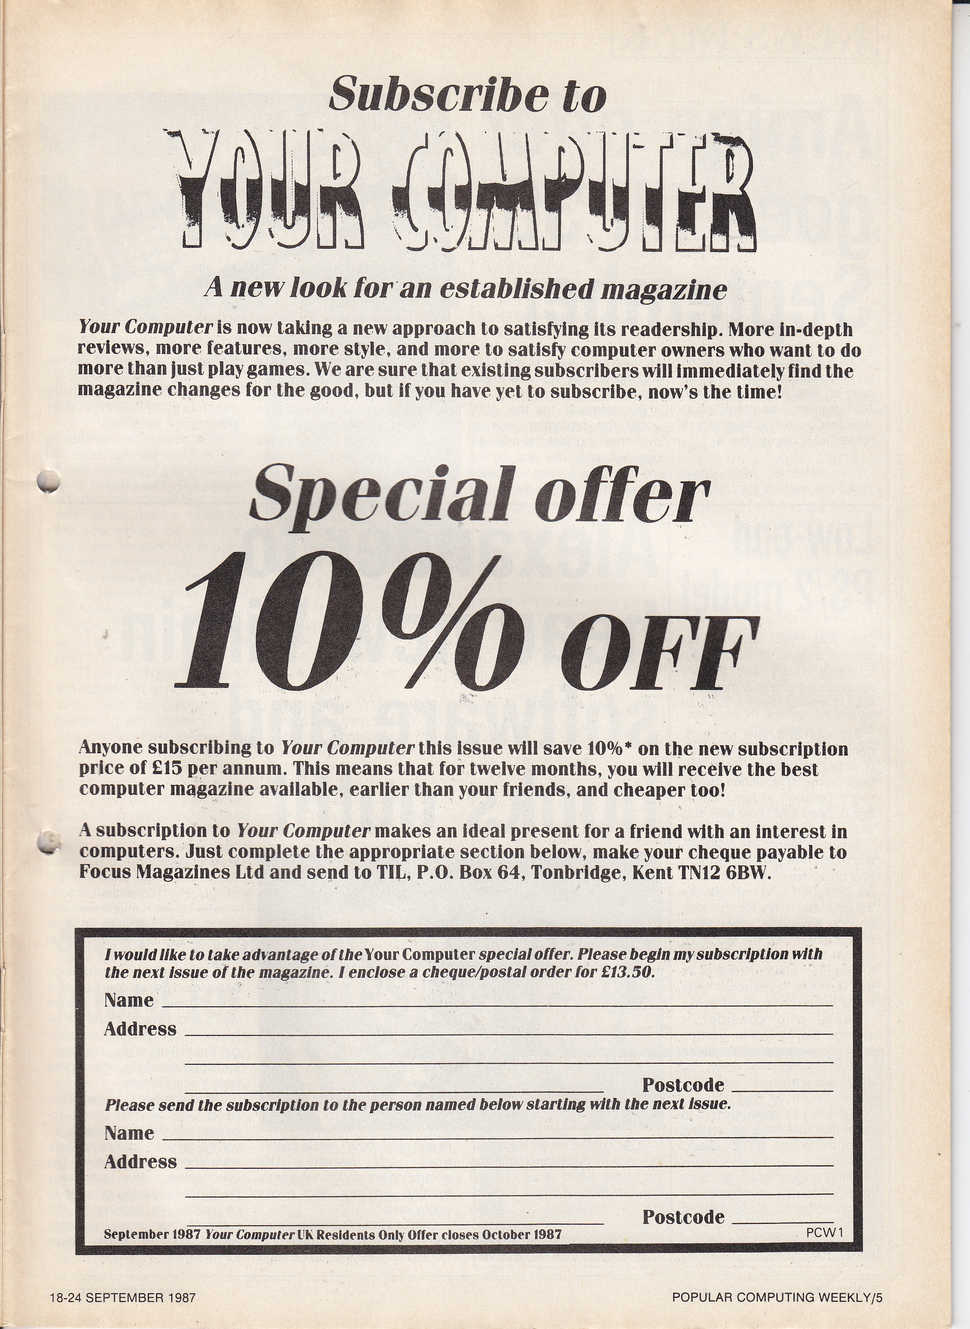 Subscribe to
YOUR COMPUTER
A new look for an established magazine
Your Computer is now taking a new approach to satisfying its readership. More in-depth
reviews, more features, more style, and more to satisfy computer owners who want to do
more than just play games. We are sure that existing subscribers will immediately find the
magazine changes for the good, but if you have yet to subscribe, now's the time!
Special offer
10% OFF
Anyone subscribing to Your Computer this issue will save 10%* on the new subscription
price of £15 per annum. This means that for twelve months, you will receive the best
computer magazine available, earlier than your friends, and cheaper too!
A subscription to Your Computer makes an ideal present for a friend with an interest in
computers. Just complete the appropriate section below, make your cheque payable to
Focus Magazines Ltd and send to TIL, P.O. Box 64, Tonbridge, Kent TN12 6BW.
I would like to take advantage of the Your Computer special offer. Please begin my subscription with
the next issue of the magazine. I enclose a cheque/postal order for £13.50.
Name
Address
Postcode
Please send the subscription to the person named below starting with the next issue.
Name
Address
Postcode
September 1987 Your Computer UK Residents Only Offer closes October 1987 PCW1
18-24 SEPTEMBER 1987 POPULAR COMPUTING WEEKLY/5